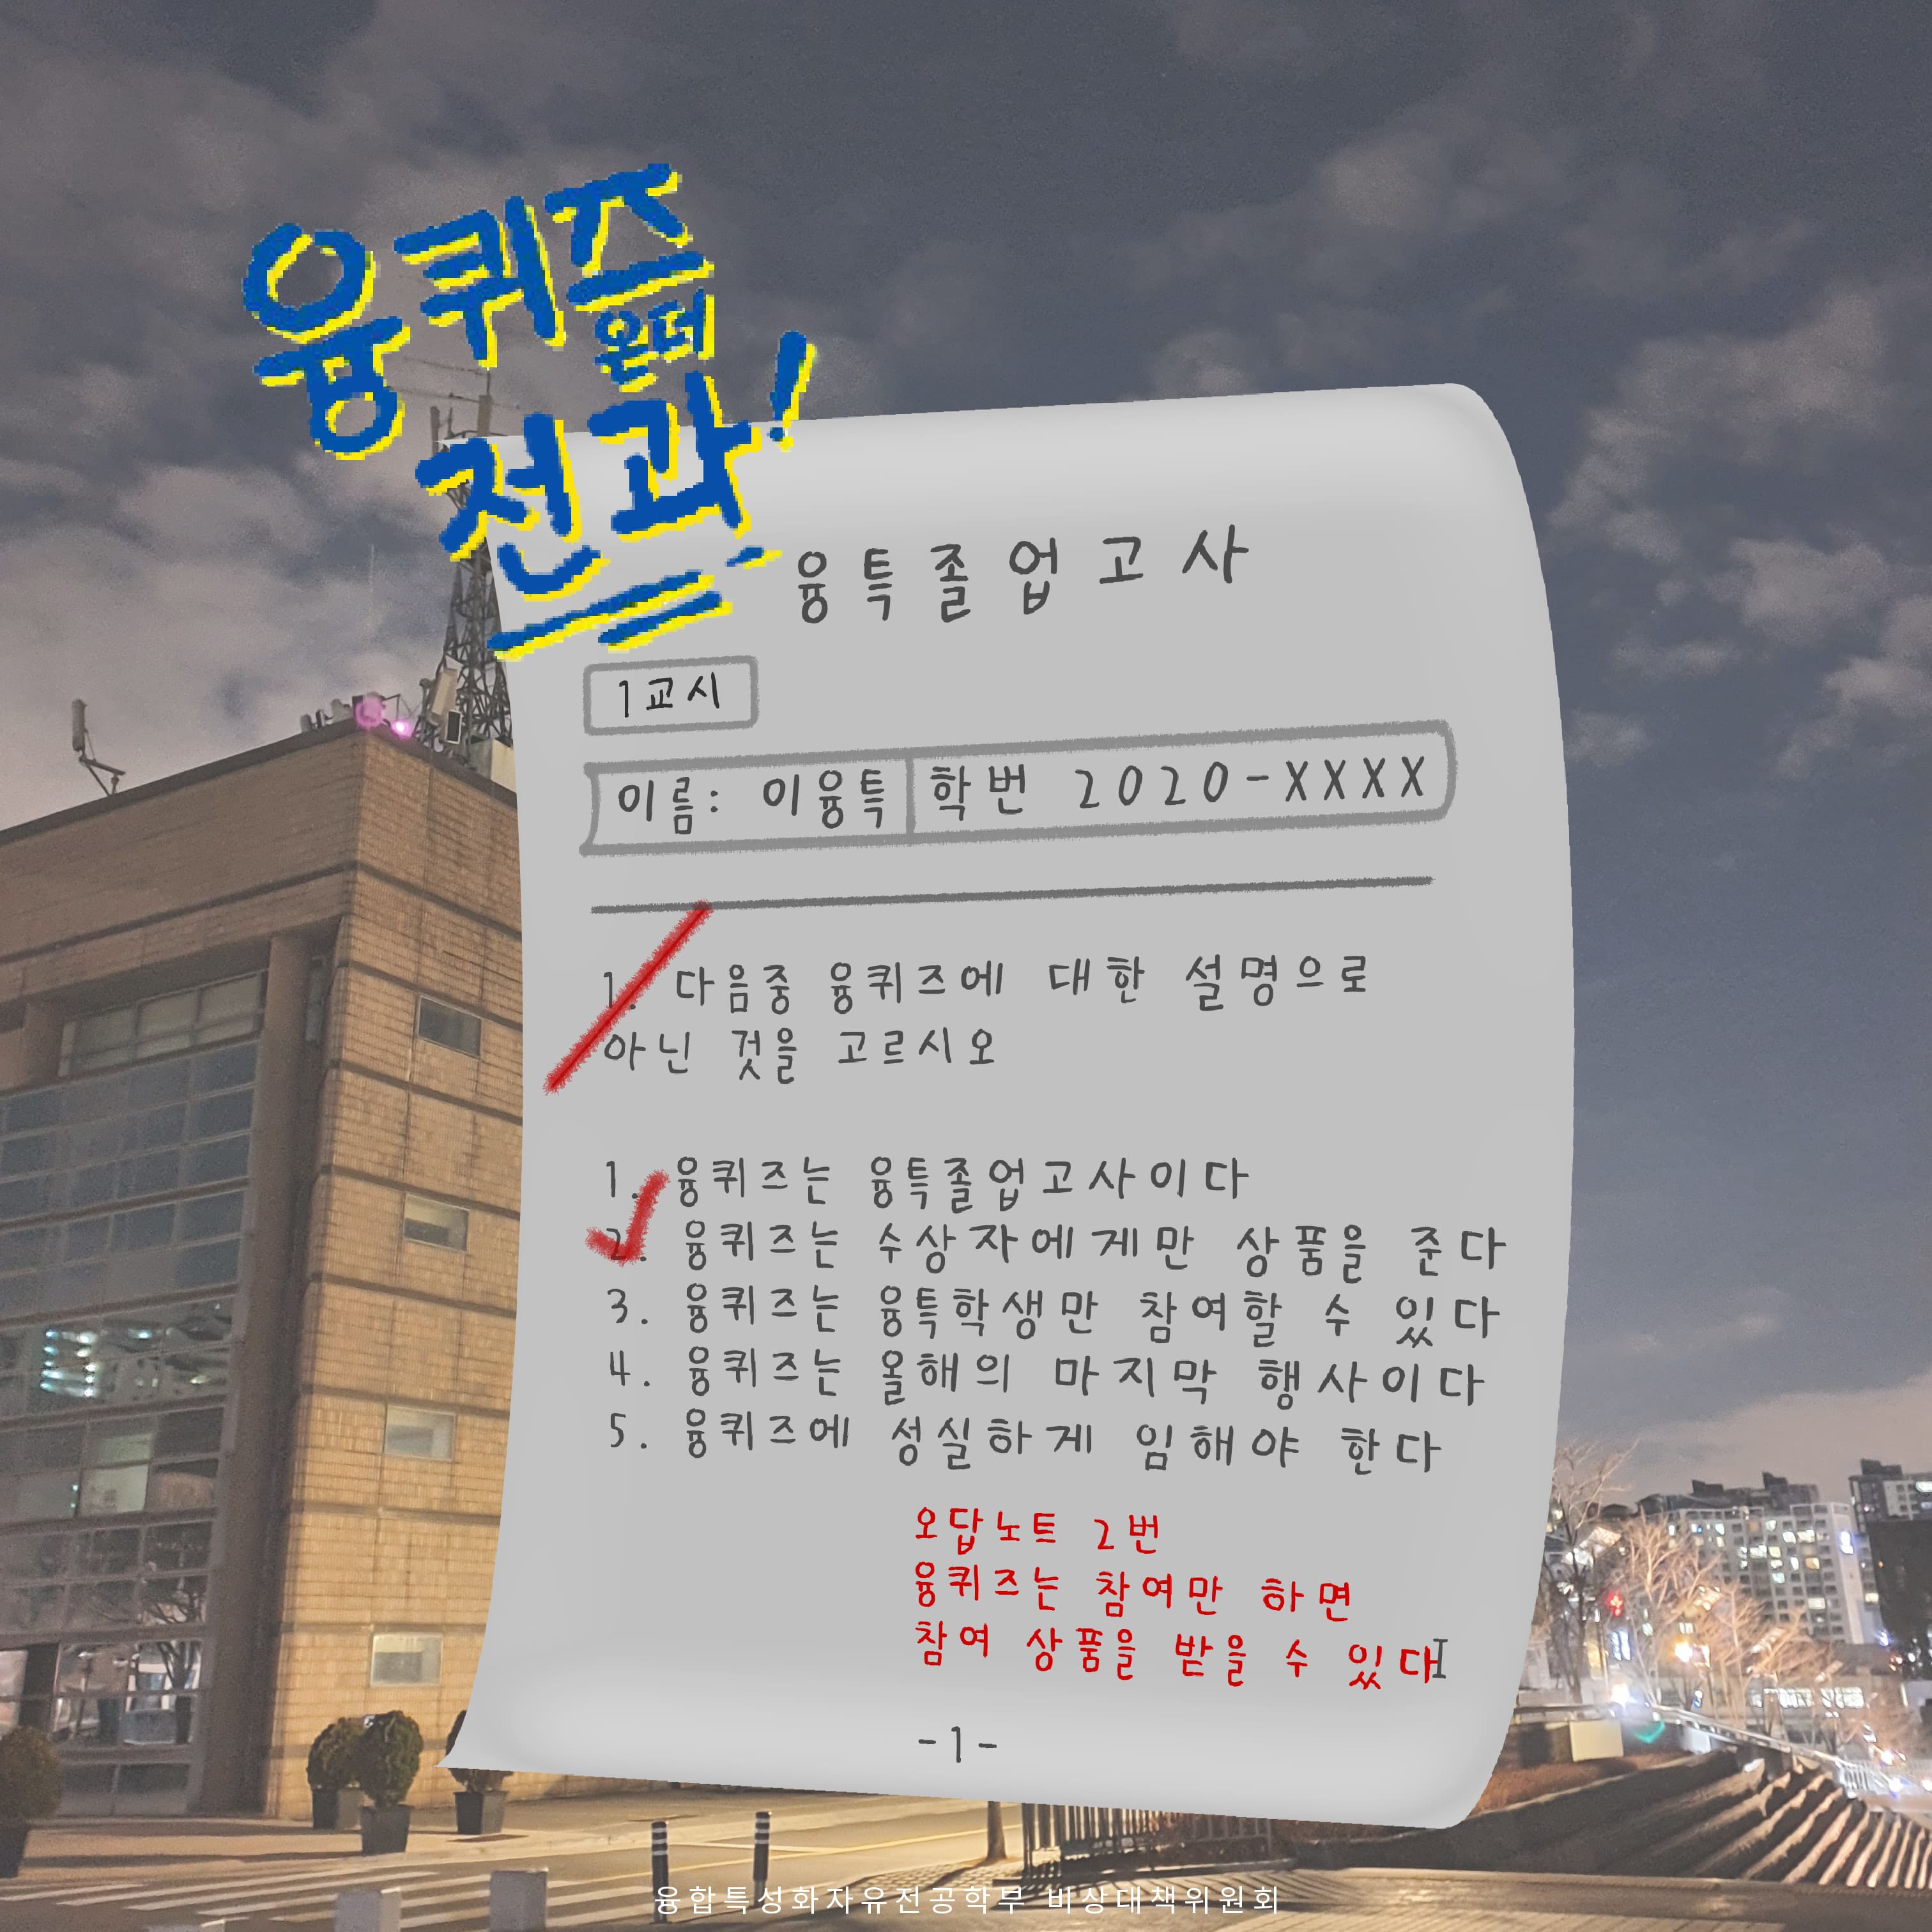 융퀴즈
온더
전과!
융특졸업고사
1교시
이름: 이융특 학번 2020-XXXX
1. 다음중 융퀴즈에 대한 설명으로
아닌 것을 고르시오
1. 융퀴즈는 융특졸업고사이다
2. 융퀴즈는 수상자에게만 상품을 준다
3. 융퀴즈는 융특학생만 참여할 수 있다
4. 융퀴즈는 올해의 마지막 행사이다
5. 융퀴즈에 성실하게 임해야 한다
오답노트 2번
융퀴즈는 참여만 하면
참여 상품을 받을 수 있다
-1-
융합특성화자유전공학부 비상대책위원회